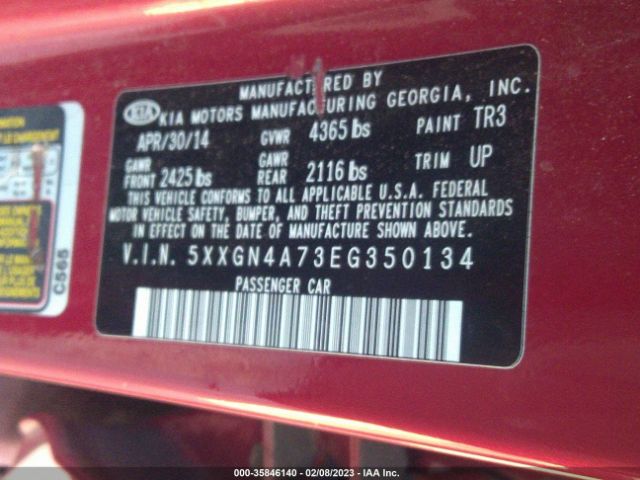 MANUFACTURED BY
KIA KIA MOTORS MANUFACTURING GEORGIA, INC.
APR/30/14 GVWR 4365 lbs PAINT TR3
GAWR FRONT 2425 lbs GAWR REAR 2116 lbs TRIM UP
THIS VEHICLE CONFORMS TO ALL APPLICABLE U.S.A. FEDERAL
MOTOR VEHICLE SAFETY, BUMPER, AND THEFT PREVENTION STANDARDS
IN EFFECT ON THE DATE OF MANUFACTURE SHOWN ABOVE.
V.I.N. 5XXGN4A73EG350134
PASSENGER CAR
C565
000-35846140 - 02/08/2023 - IAA Inc.